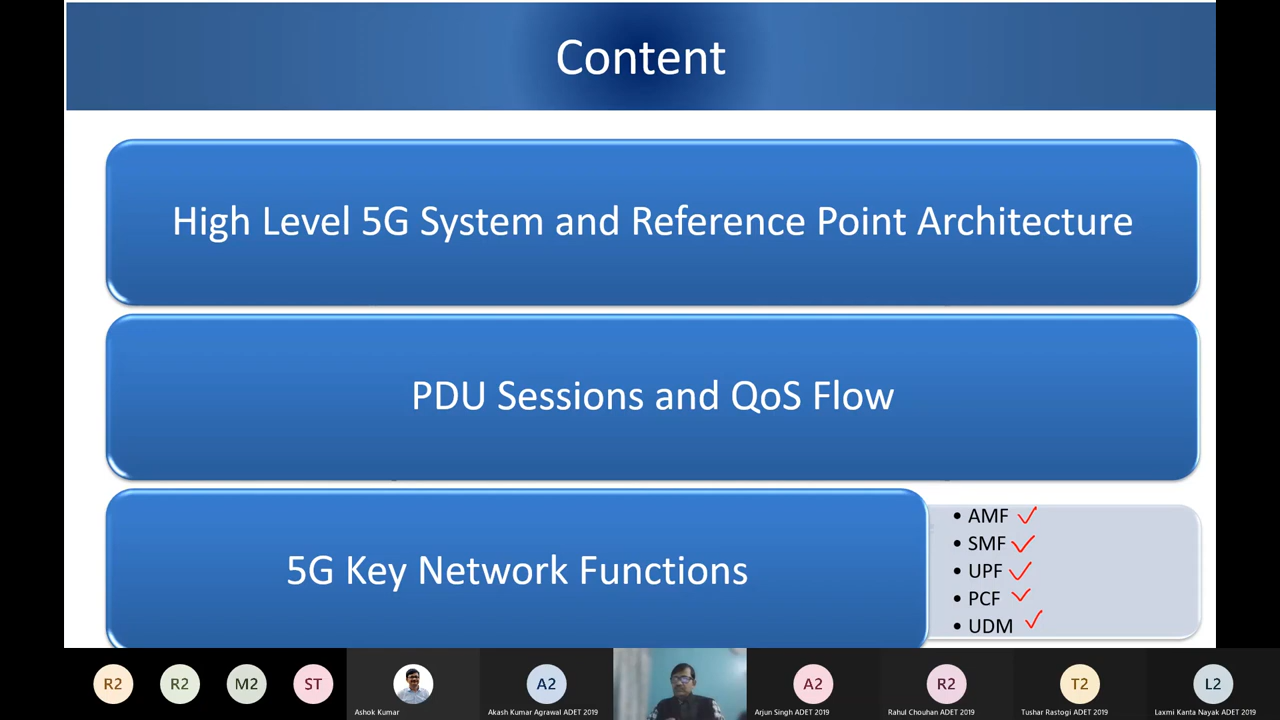 Content
High Level 5G System and Reference Point Architecture
PDU Sessions and QoS Flow
5G Key Network Functions
• AMF
• SMF
• UPF
• PCF
• UDM
R2
R2
M2
ST
A2
A2
R2
T2
L2
Ashok Kumar
Akash Kumar Agrawal ADET 2019
Arjun Singh ADET 2019
Rahul Chouhan ADET 2019
Tushar Rastogi ADET 2019
Laxmi Kanta Nayak ADET 2019